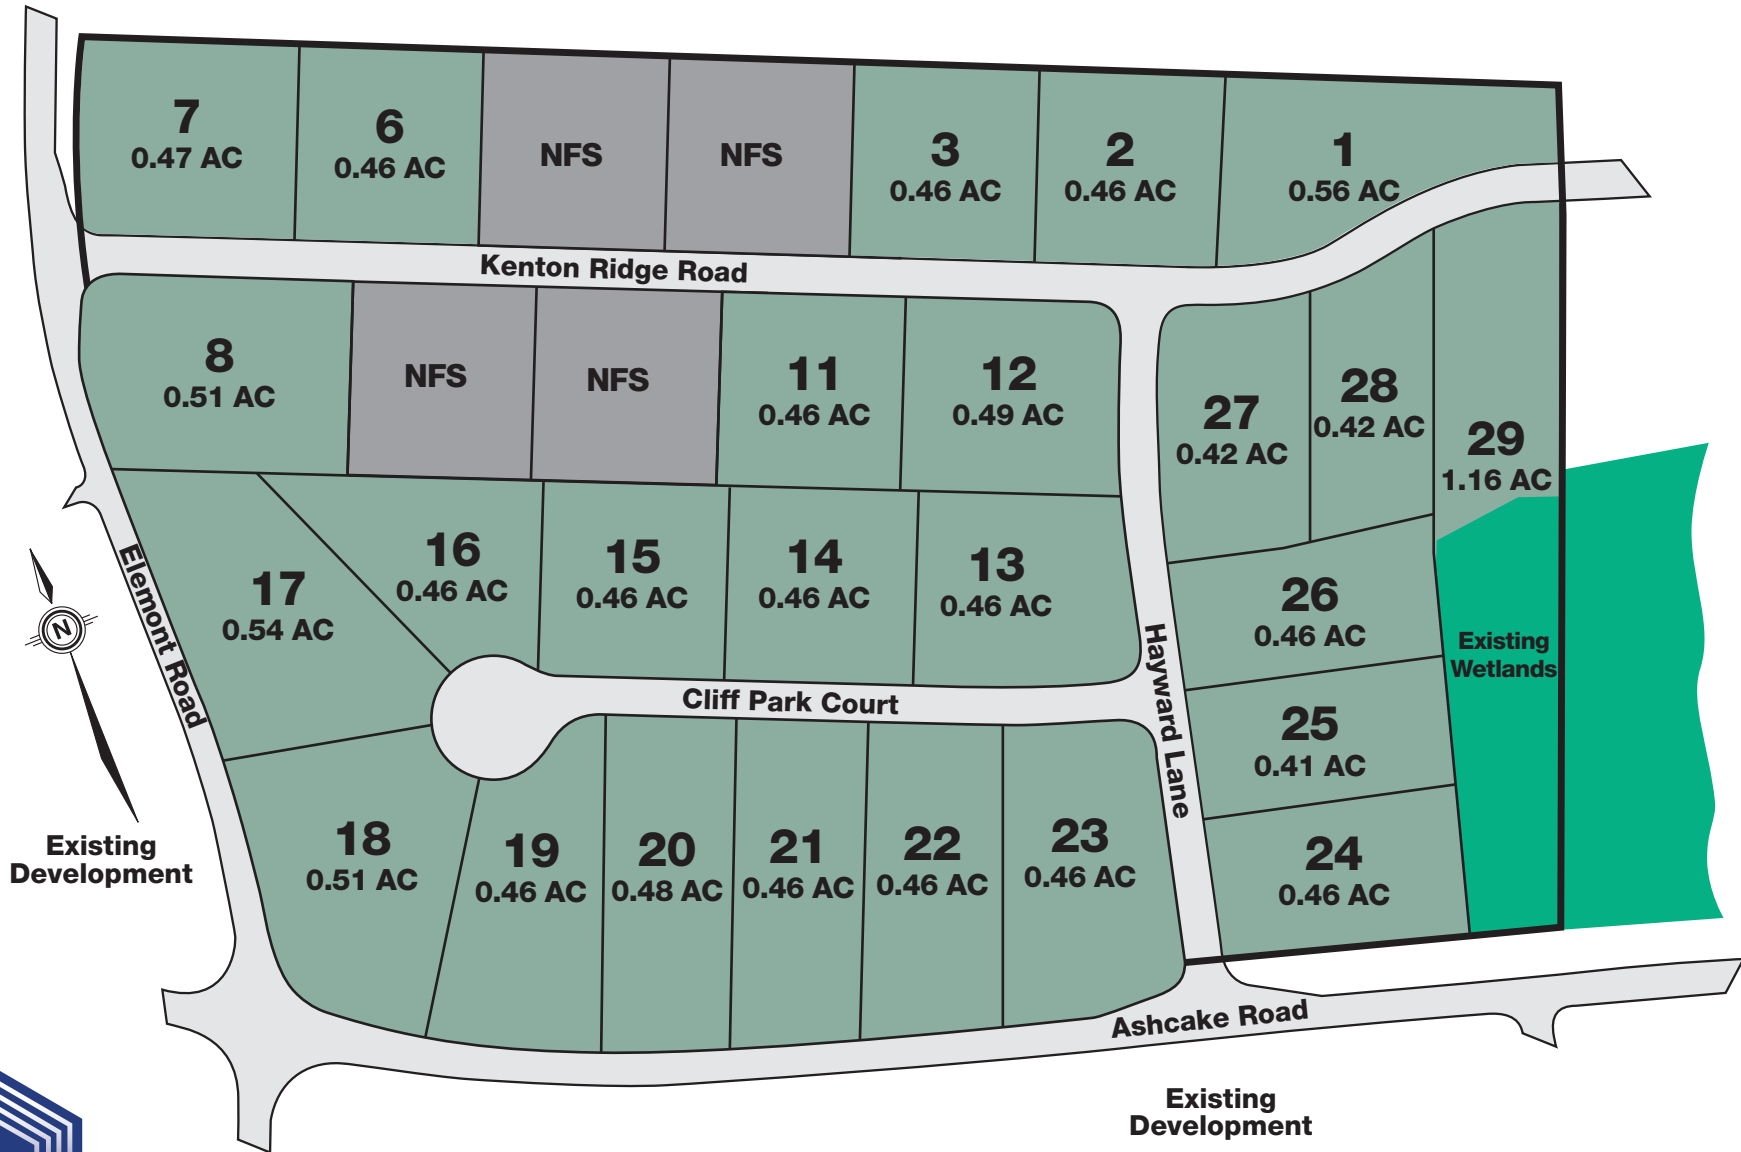 7
0.47 AC
6
0.46 AC
NFS
NFS
3
0.46 AC
2
0.46 AC
1
0.56 AC
Kenton Ridge Road
8
0.51 AC
NFS
NFS
11
0.46 AC
12
0.49 AC
27
0.42 AC
28
0.42 AC
29
1.16 AC
17
0.54 AC
16
0.46 AC
15
0.46 AC
14
0.46 AC
13
0.46 AC
26
0.46 AC
Existing
Wetlands
Elemont Road
N
Cliff Park Court
Hayward Lane
25
0.41 AC
Existing
Development
18
0.51 AC
19
0.46 AC
20
0.48 AC
21
0.46 AC
22
0.46 AC
23
0.46 AC
24
0.46 AC
Ashcake Road
Existing
Development